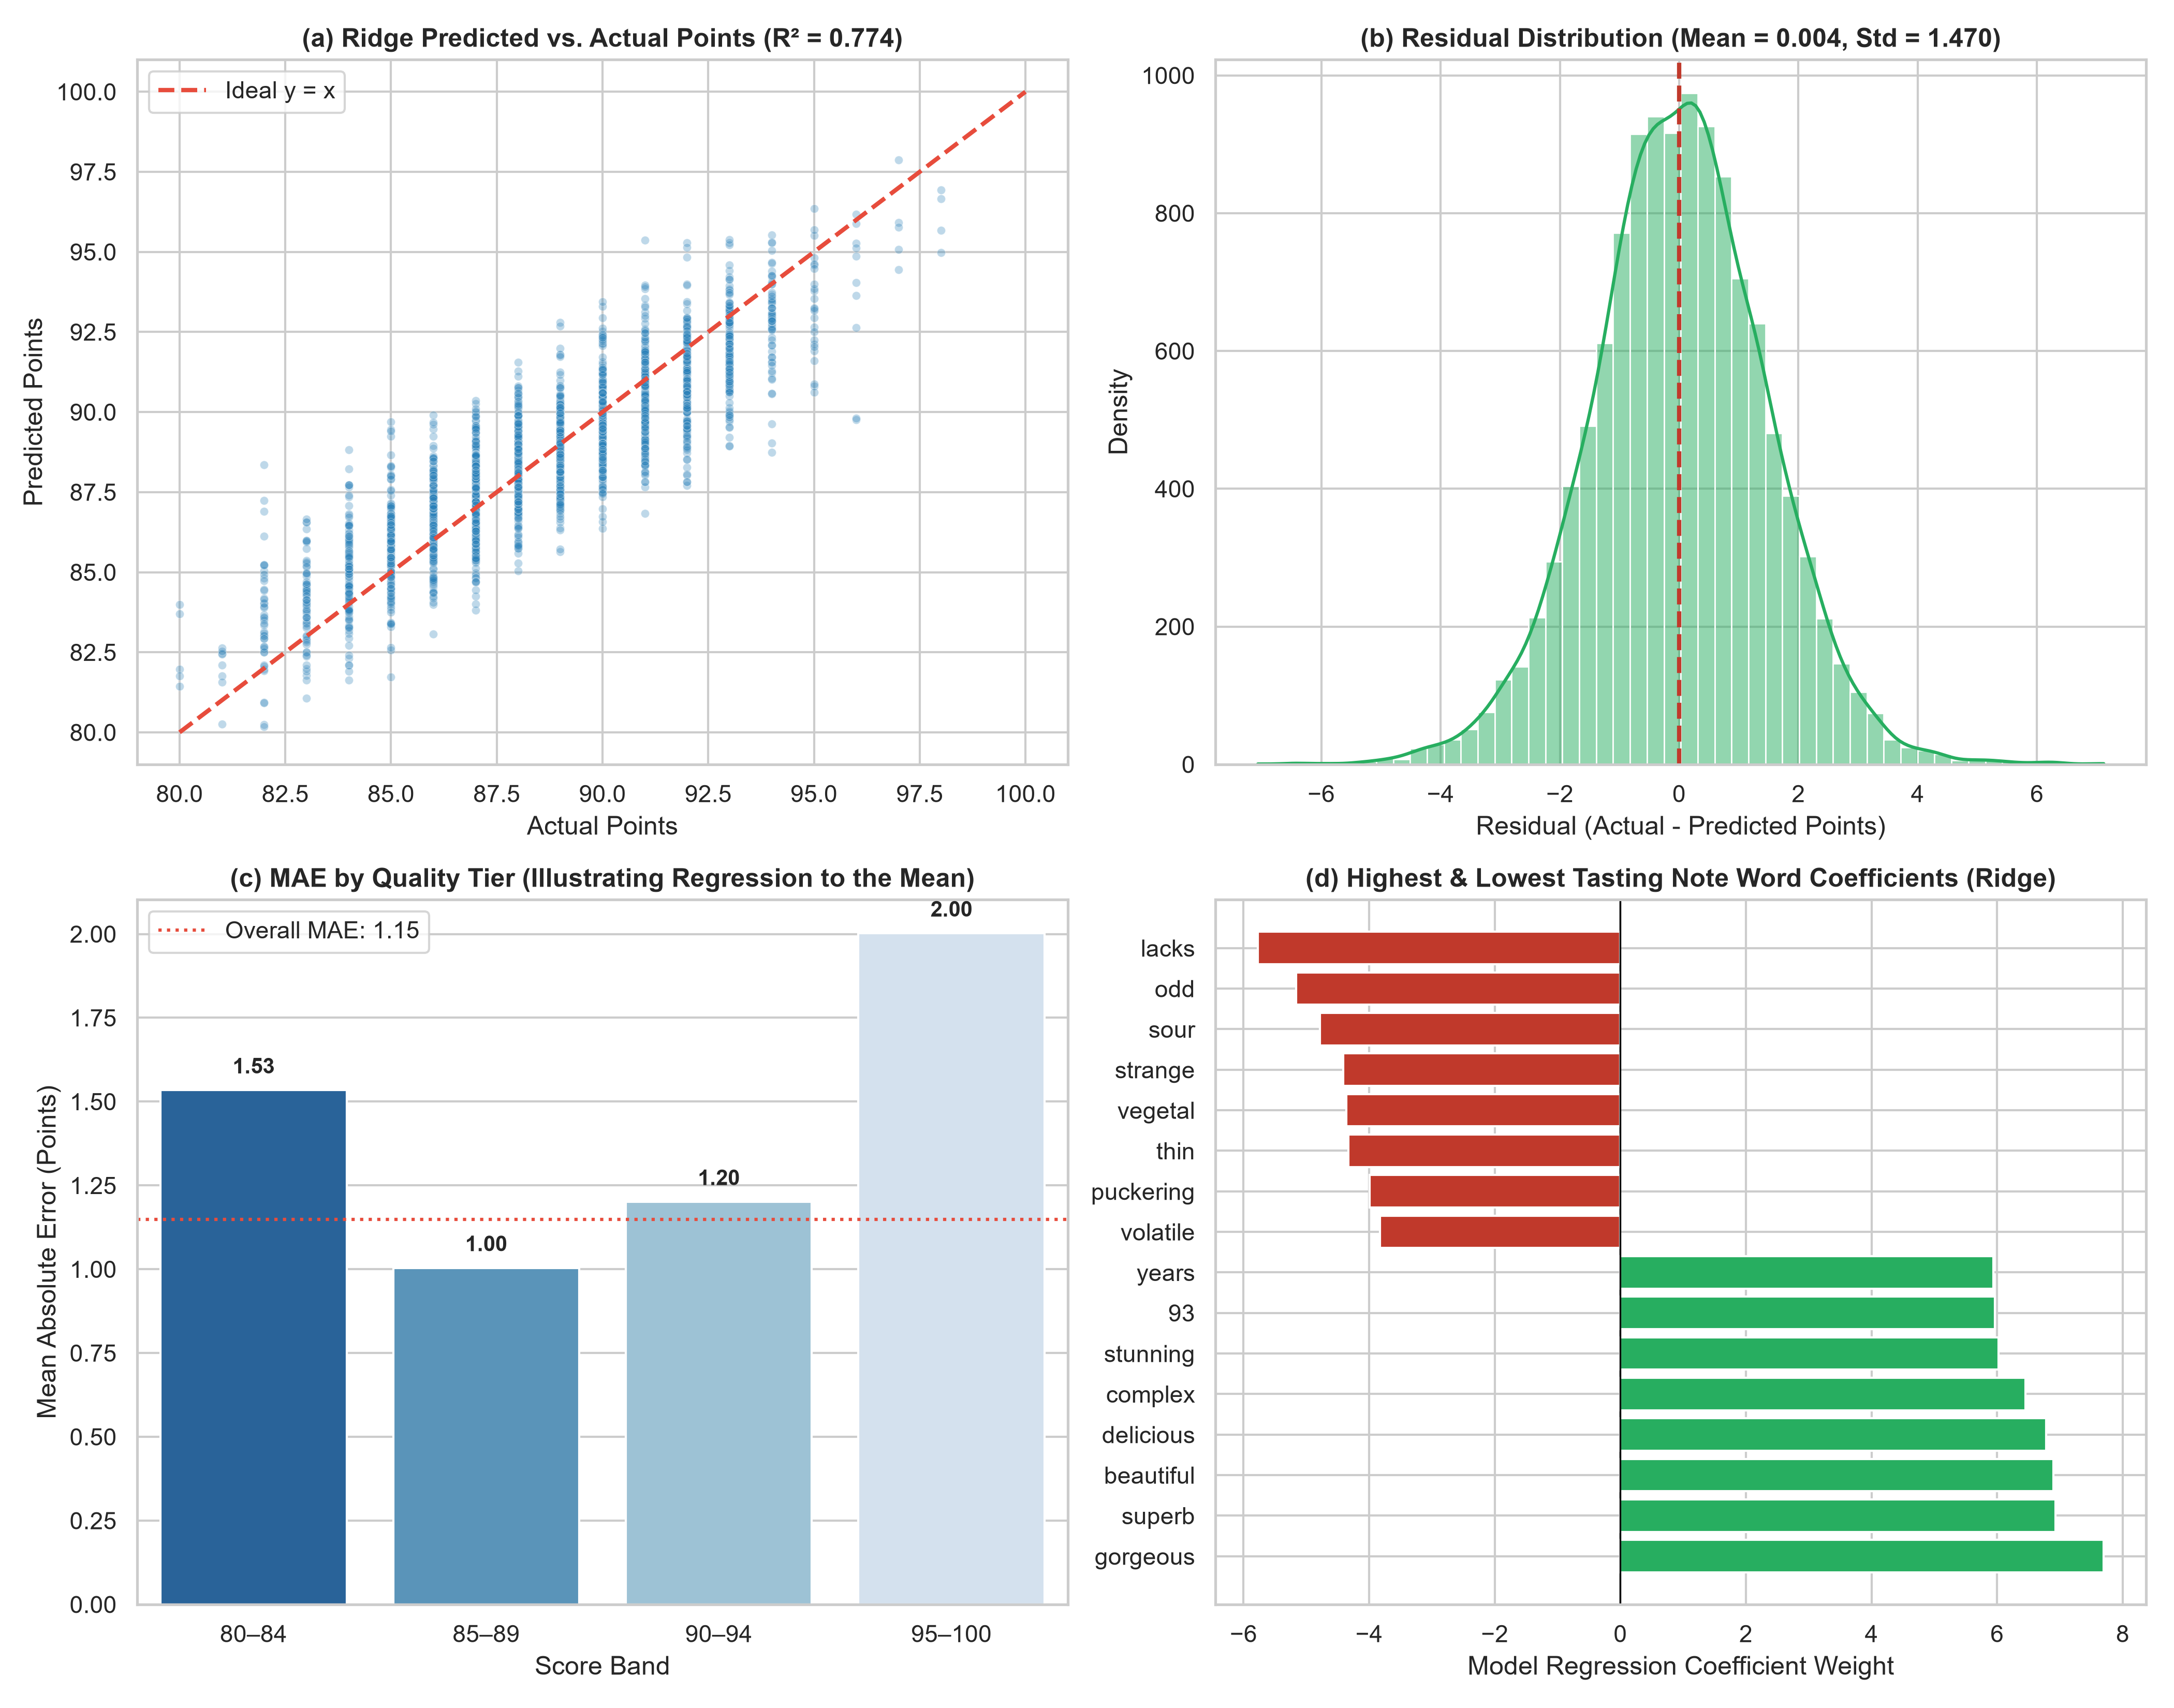 (a) Ridge Predicted vs. Actual Points (R² = 0.774)
Ideal y = x
Predicted Points
100.0
97.5
95.0
92.5
90.0
87.5
85.0
82.5
80.0
80.0 82.5 85.0 87.5 90.0 92.5 95.0 97.5 100.0
Actual Points
(b) Residual Distribution (Mean = 0.004, Std = 1.470)
Density
1000
800
600
400
200
0
−6 −4 −2 0 2 4 6
Residual (Actual - Predicted Points)
(c) MAE by Quality Tier (Illustrating Regression to the Mean)
Overall MAE: 1.15
Mean Absolute Error (Points)
2.00
1.75
1.50
1.25
1.00
0.75
0.50
0.25
0.00
1.53
1.00
1.20
2.00
80–84 85–89 90–94 95–100
Score Band
(d) Highest & Lowest Tasting Note Word Coefficients (Ridge)
lacks
odd
sour
strange
vegetal
thin
puckering
volatile
years
93
stunning
complex
delicious
beautiful
superb
gorgeous
−6 −4 −2 0 2 4 6 8
Model Regression Coefficient Weight